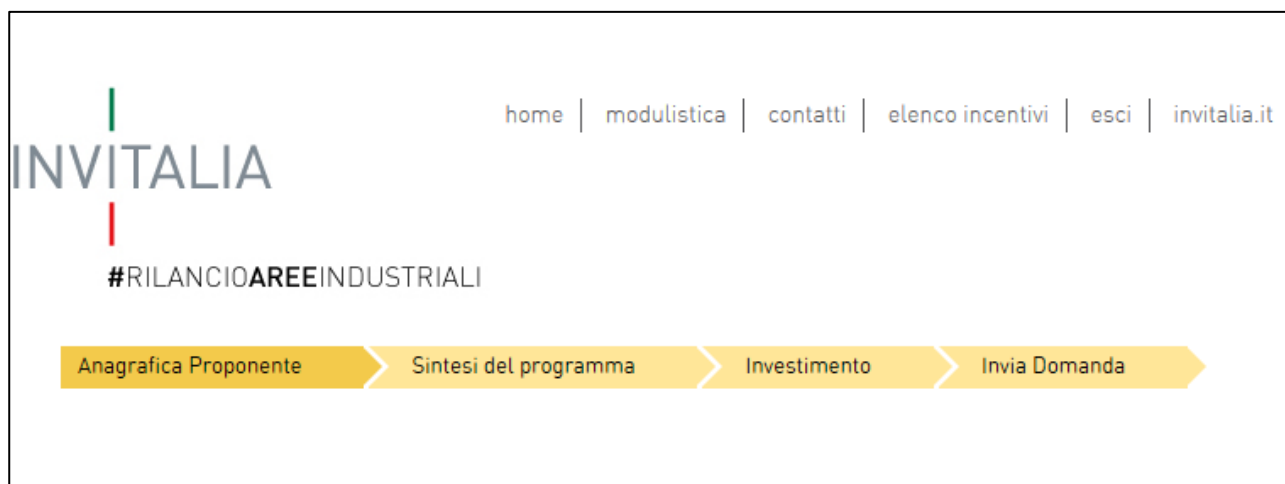 home modulistica contatti elenco incentivi esci invitalia.it
INVITALIA
#RILANCIOAREEINDUSTRIALI
Anagrafica Proponente Sintesi del programma Investimento Invia Domanda